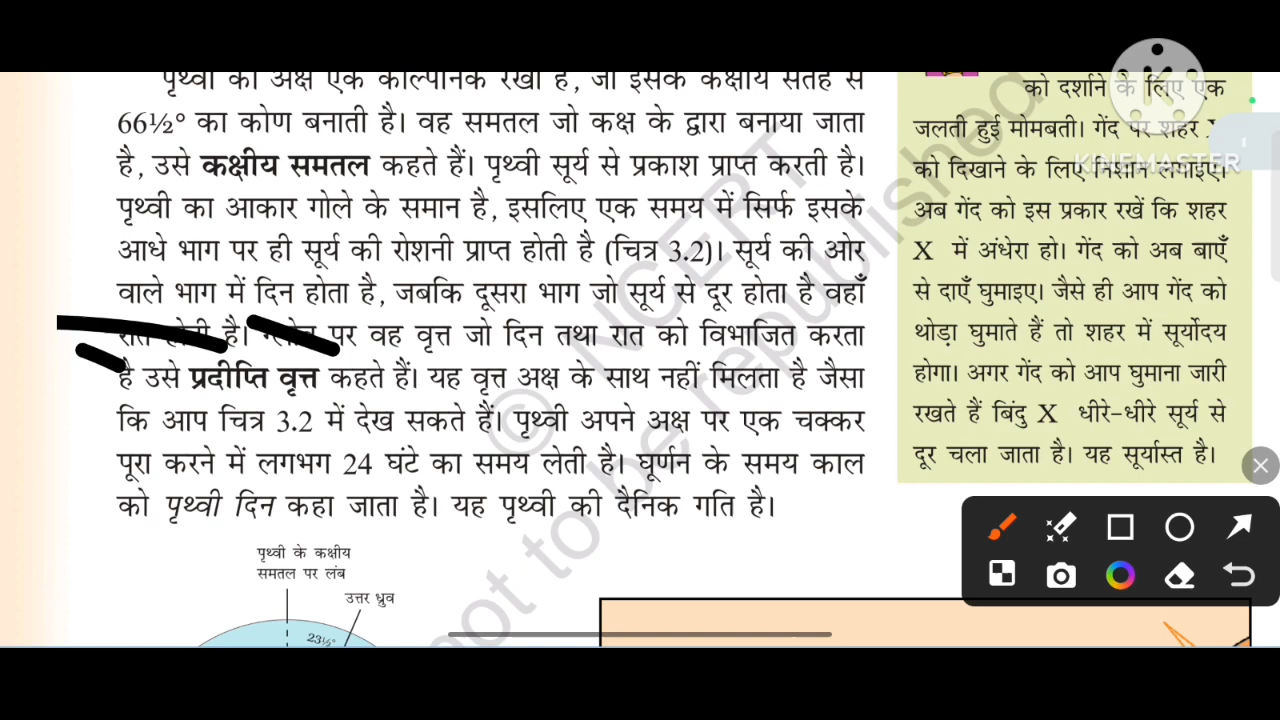 पृथ्वी का अक्ष एक काल्पनिक रेखा है, जो इसके कक्षीय सतह से
66½° का कोण बनाती है। वह समतल जो कक्ष के द्वारा बनाया जाता
है, उसे कक्षीय समतल कहते हैं। पृथ्वी सूर्य से प्रकाश प्राप्त करती है।
पृथ्वी का आकार गोले के समान है, इसलिए एक समय में सिर्फ इसके
आधे भाग पर ही सूर्य की रोशनी प्राप्त होती है (चित्र 3.2)। सूर्य की ओर
वाले भाग में दिन होता है, जबकि दूसरा भाग जो सूर्य से दूर होता है वहाँ
रात होती है। ग्लोब पर वह वृत्त जो दिन तथा रात को विभाजित करता
है उसे प्रदीप्ति वृत्त कहते हैं। यह वृत्त अक्ष के साथ नहीं मिलता है जैसा
कि आप चित्र 3.2 में देख सकते हैं। पृथ्वी अपने अक्ष पर एक चक्कर
पूरा करने में लगभग 24 घंटे का समय लेती है। घूर्णन के समय काल
को पृथ्वी दिन कहा जाता है। यह पृथ्वी की दैनिक गति है।
पृथ्वी के कक्षीय
समतल पर लंब
उत्तर ध्रुव
23½°
को दर्शाने के लिए एक
जलती हुई मोमबत्ती। गेंद पर शहर
को दिखाने के लिए निशान लगाइए।
अब गेंद को इस प्रकार रखें कि शहर
X में अंधेरा हो। गेंद को अब बाएँ
से दाएँ घुमाइए। जैसे ही आप गेंद को
थोड़ा घुमाते हैं तो शहर में सूर्योदय
होगा। अगर गेंद को आप घुमाना जारी
रखते हैं बिंदु X धीरे-धीरे सूर्य से
दूर चला जाता है। यह सूर्यास्त है।
KINEMASTER
© NCERT
not to be republished